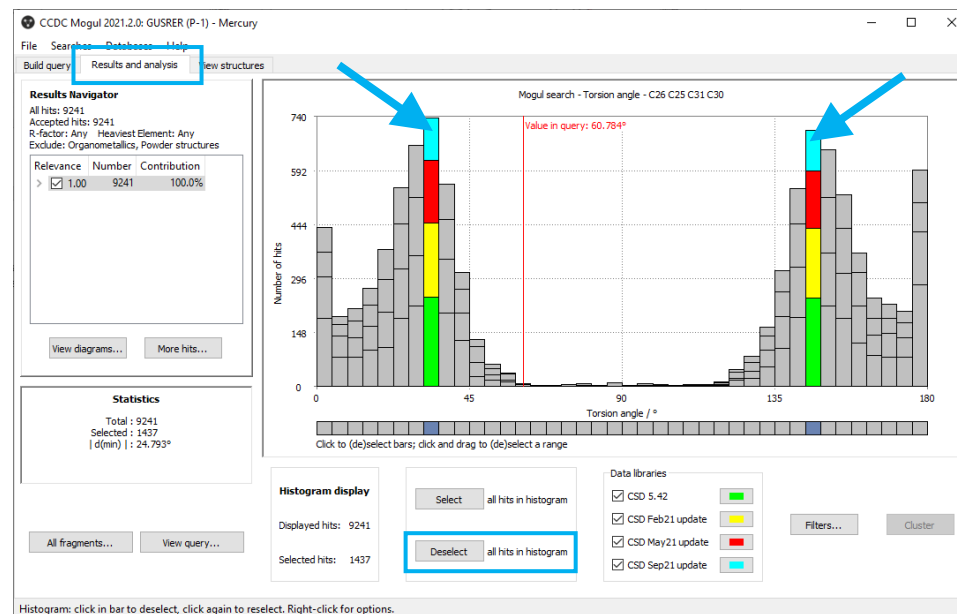 CCDC Mogul 2021.2.0: GUSRER (P-1) - Mercury
File Searches Databases Help
Build query Results and analysis View structures
Results Navigator
All hits: 9241
Accepted hits: 9241
R-factor: Any Heaviest Element: Any
Exclude: Organometallics, Powder structures
Relevance Number Contribution
1.00 9241 100.0%
View diagrams... More hits...
Statistics
Total : 9241
Selected : 1437
| d(min) | : 24.793°
All fragments... View query...
Mogul search - Torsion angle - C26 C25 C31 C30
Value in query: 60.784°
Number of hits
740
592
444
296
148
0
0 45 90 135 180
Torsion angle / °
Click to (de)select bars; click and drag to (de)select a range
Histogram display
Displayed hits: 9241
Selected hits: 1437
Select all hits in histogram
Deselect all hits in histogram
Data libraries
CSD 5.42
CSD Feb21 update
CSD May21 update
CSD Sep21 update
Filters... Cluster
Histogram: click in bar to deselect, click again to reselect. Right-click for options.